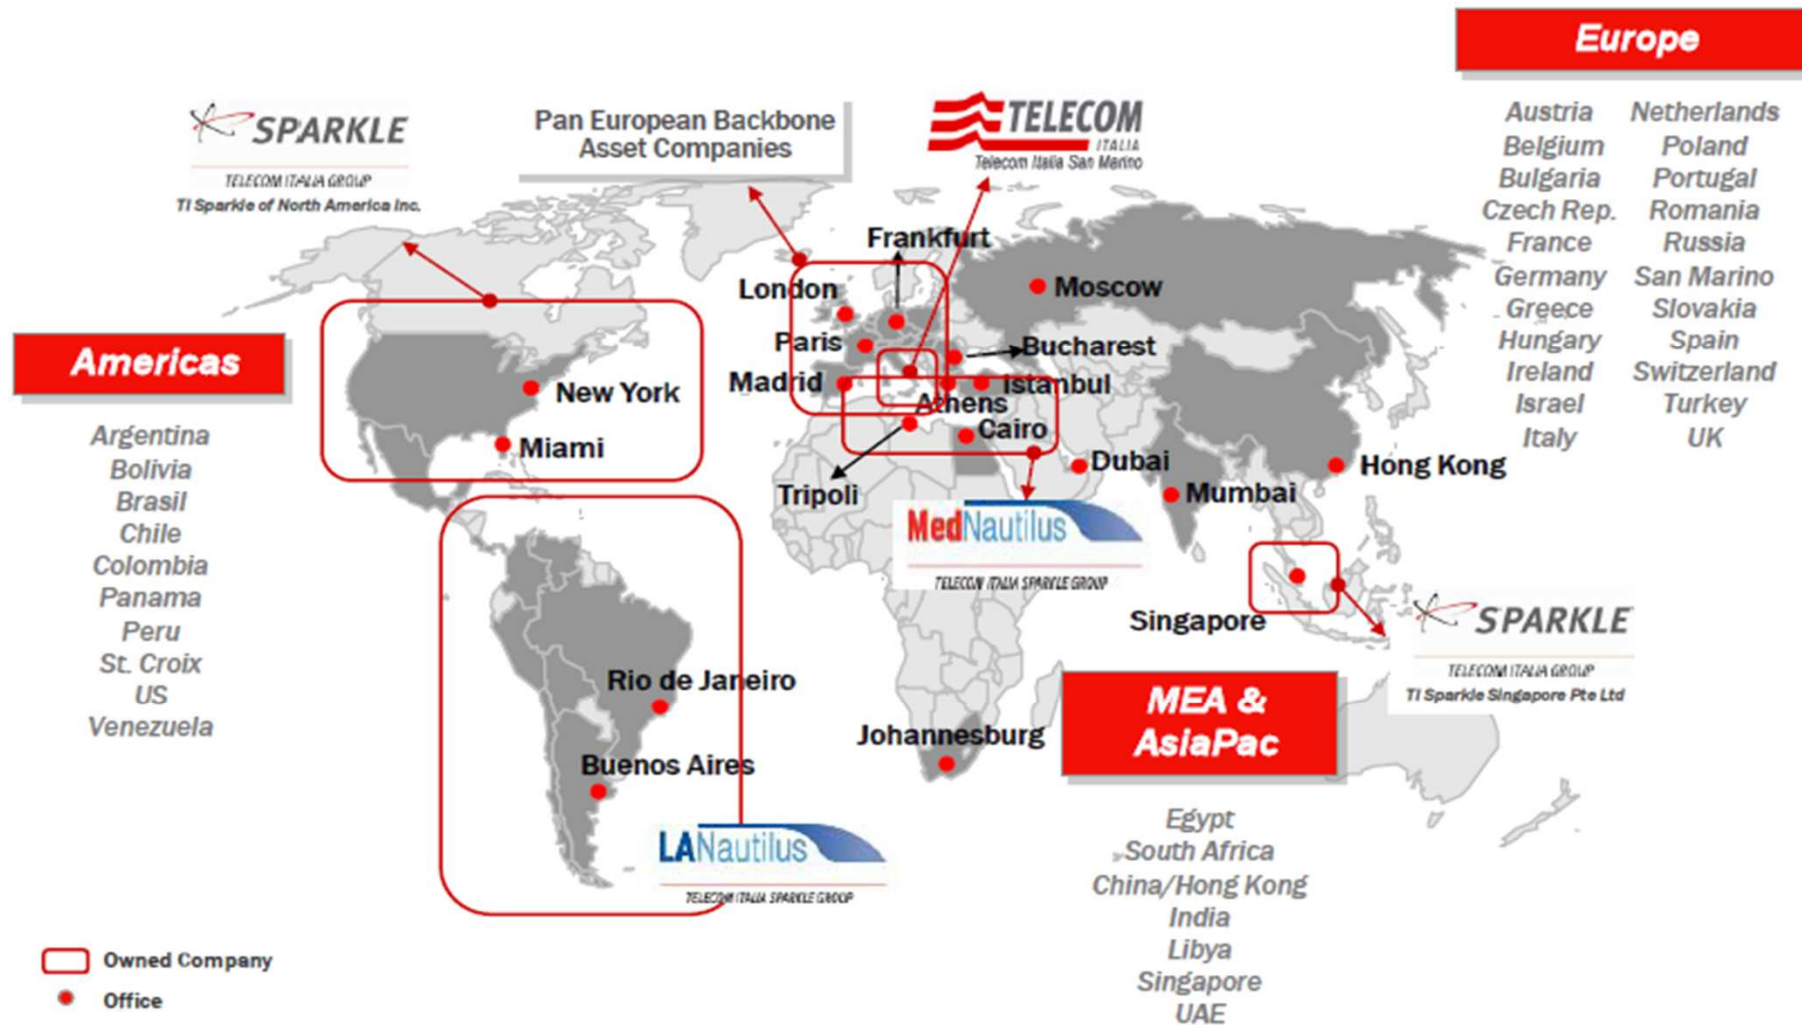 Europe
Austria Netherlands
Belgium Poland
Bulgaria Portugal
Czech Rep. Romania
France Russia
Germany San Marino
Greece Slovakia
Hungary Spain
Ireland Switzerland
Israel Turkey
Italy UK
SPARKLE
TELECOM ITALIA GROUP
TI Sparkle of North America Inc.
Pan European Backbone
Asset Companies
TELECOM
ITALIA
Telecom Italia San Marino
Frankfurt
London
Moscow
Paris
Bucharest
Madrid
Istanbul
Athens
Cairo
Tripoli
Dubai
Mumbai
Hong Kong
Americas
New York
Miami
Argentina
Bolivia
Brasil
Chile
Colombia
Panama
Peru
St. Croix
US
Venezuela
MedNautilus
TELECOM ITALIA SPARKLE GROUP
Singapore
SPARKLE
TELECOM ITALIA GROUP
TI Sparkle Singapore Pte Ltd
Rio de Janeiro
Buenos Aires
Johannesburg
LANautilus
TELECOM ITALIA SPARKLE GROUP
MEA &
AsiaPac
Egypt
South Africa
China/Hong Kong
India
Libya
Singapore
UAE
Owned Company
Office